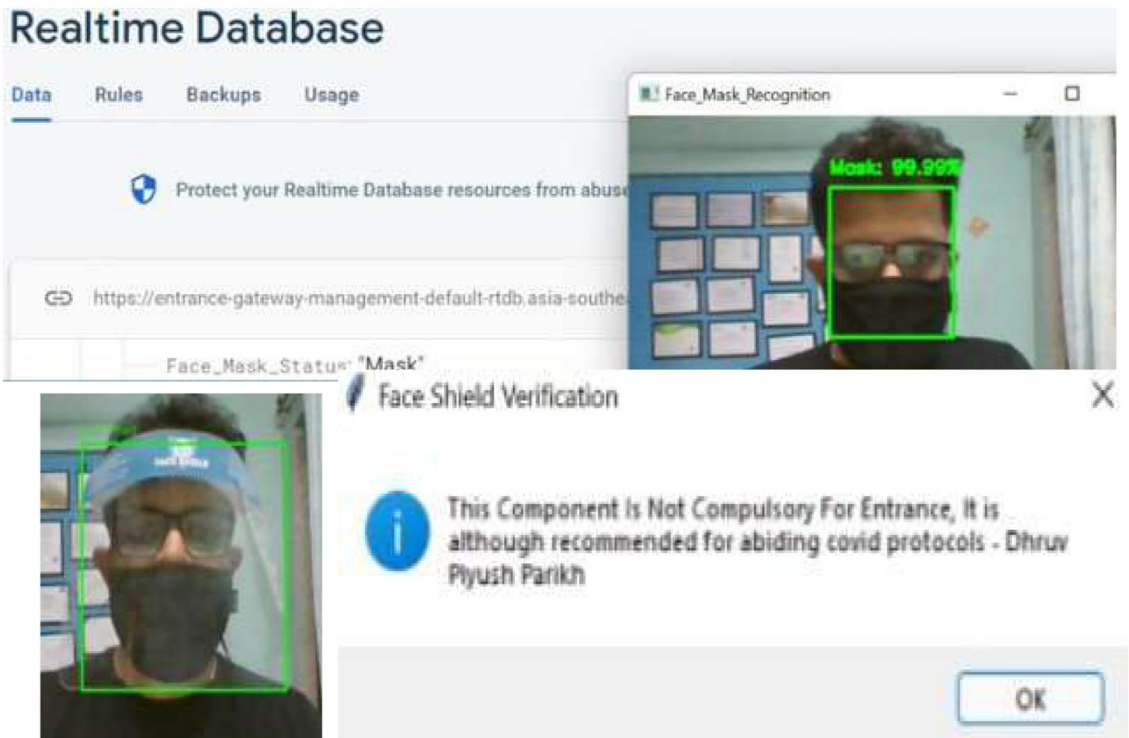 Realtime Database
Data Rules Backups Usage
Face_Mask_Recognition
Mask: 99.99%
Protect your Realtime Database resources from abuse
https://entrance-gateway-management-default-rtdb.asia-southea
Face_Mask_Status: "Mask"
Face Shield Verification
FACE SHIELD
This Component Is Not Compulsory For Entrance, It is
although recommended for abiding covid protocols - Dhruv
Piyush Parikh
OK